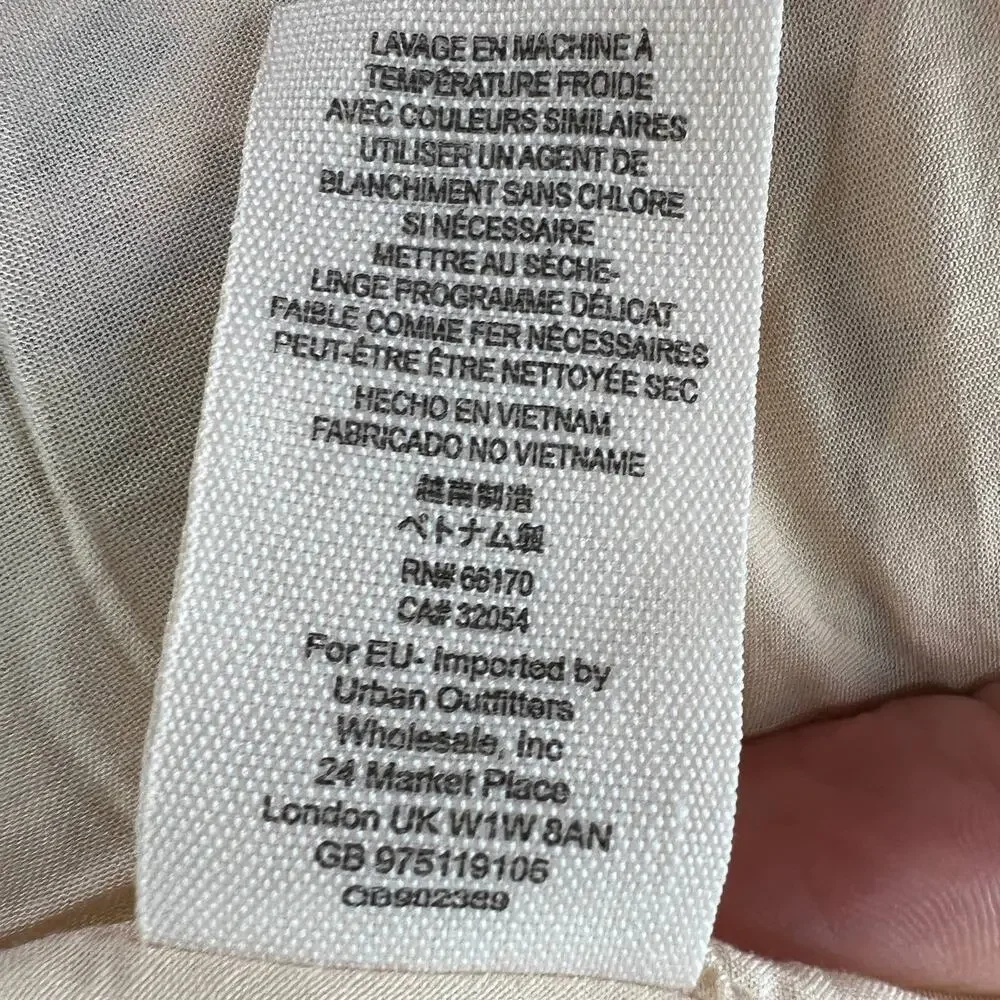 LAVAGE EN MACHINE À
TEMPÉRATURE FROIDE
AVEC COULEURS SIMILAIRES
UTILISER UN AGENT DE
BLANCHIMENT SANS CHLORE
SI NÉCESSAIRE
METTRE AU SÈCHE-
LINGE PROGRAMME DÉLICAT
FAIBLE COMME FER NÉCESSAIRES
PEUT-ÊTRE ÊTRE NETTOYÉE SEC
HECHO EN VIETNAM
FABRICADO NO VIETNAME
越南制造
ベトナム製
RN# 66170
CA# 32054
For EU- Imported by
Urban Outfitters
Wholesale, Inc
24 Market Place
London UK W1W 8AN
GB 975119106
OB902369